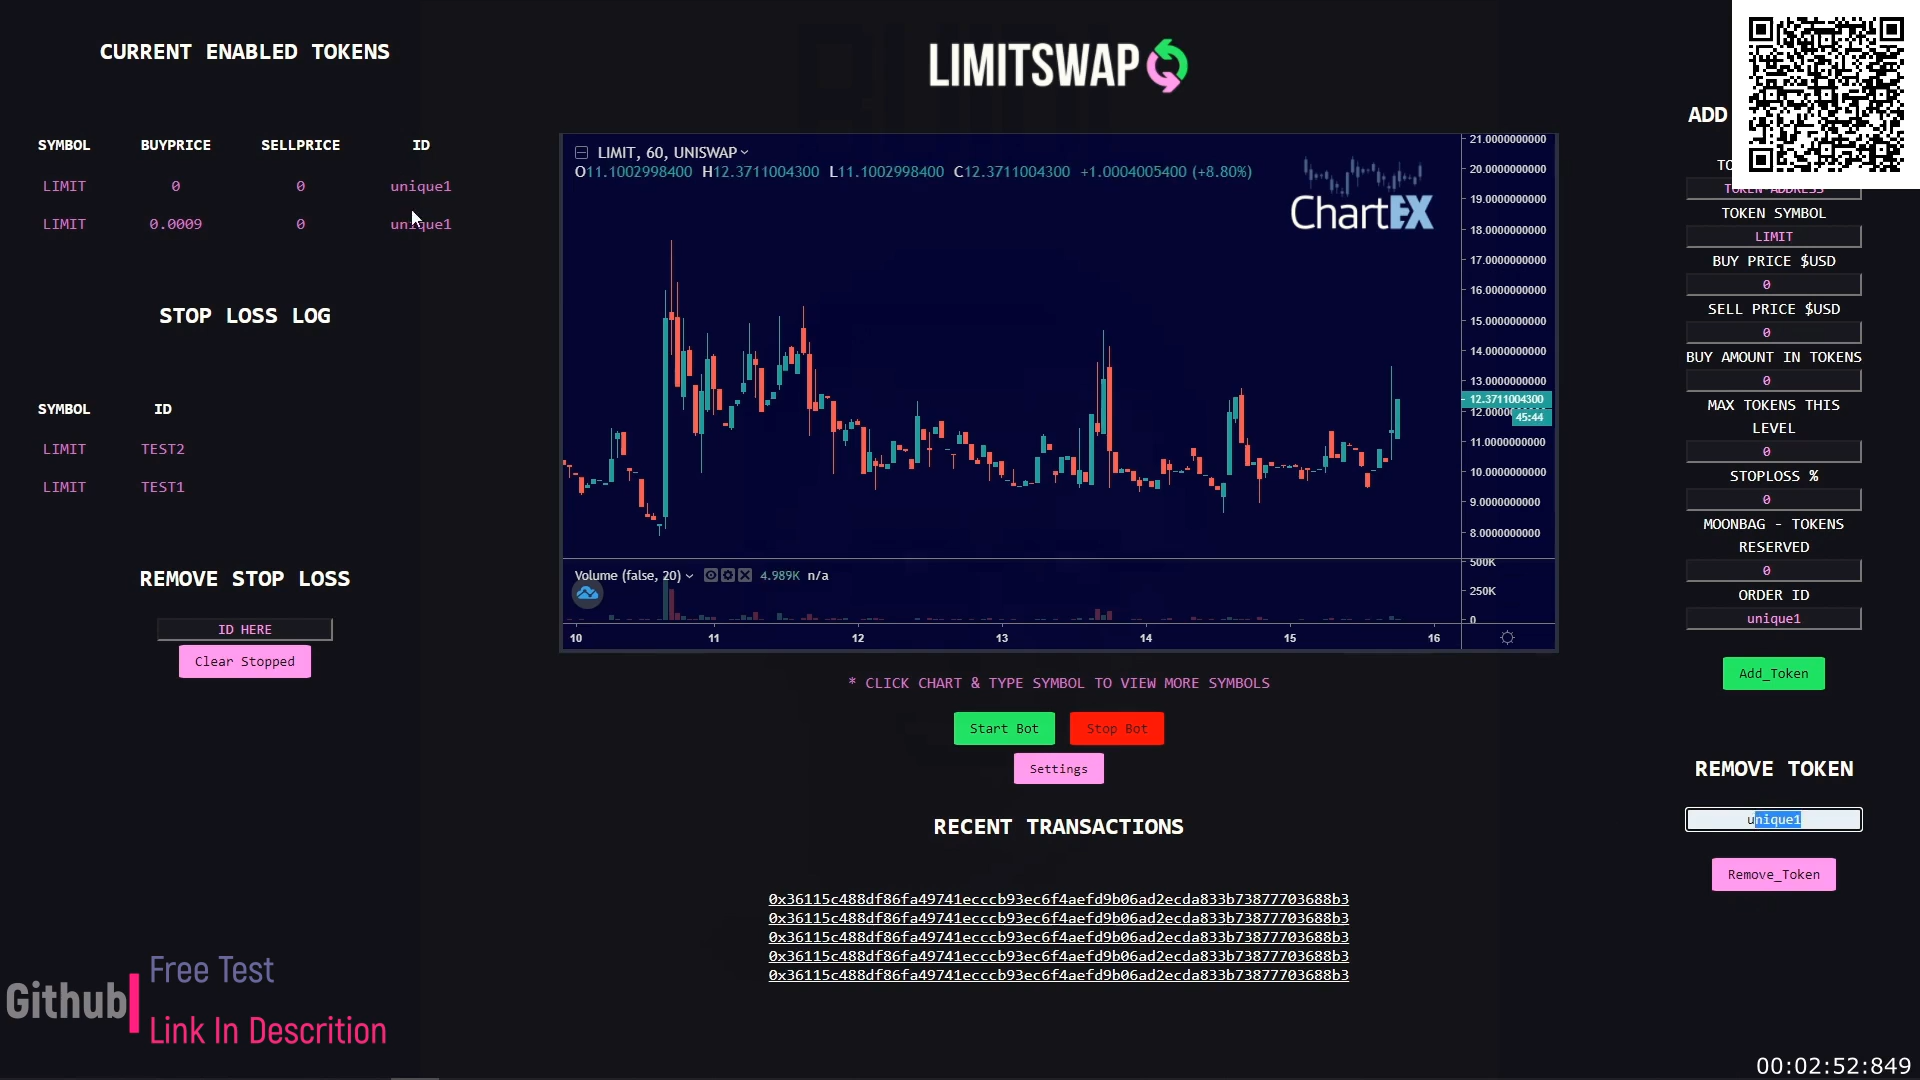 CURRENT ENABLED TOKENS
SYMBOL BUYPRICE SELLPRICE ID
LIMIT 0 0 unique1
LIMIT 0.0009 0 unique1
STOP LOSS LOG
SYMBOL ID
LIMIT TEST2
LIMIT TEST1
REMOVE STOP LOSS
ID HERE
Clear Stopped
Github
Free Test
Link In Descrition
LIMITSWAP
LIMIT, 60, UNISWAP
O11.1002998400 H12.3711004300 L11.1002998400 C12.3711004300 +1.0004005400 (+8.80%)
ChartEX
21.0000000000
20.0000000000
19.0000000000
18.0000000000
17.0000000000
16.0000000000
15.0000000000
14.0000000000
13.0000000000
12.3711004300
12.0000
45:44
11.0000000000
10.0000000000
9.0000000000
8.0000000000
Volume (false, 20) 4.989K n/a
500K
250K
0
10 11 12 13 14 15 16
* CLICK CHART & TYPE SYMBOL TO VIEW MORE SYMBOLS
Start Bot Stop Bot
Settings
RECENT TRANSACTIONS
0x36115c488df86fa49741ecccb93ec6f4aefd9b06ad2ecda833b73877703688b3
0x36115c488df86fa49741ecccb93ec6f4aefd9b06ad2ecda833b73877703688b3
0x36115c488df86fa49741ecccb93ec6f4aefd9b06ad2ecda833b73877703688b3
0x36115c488df86fa49741ecccb93ec6f4aefd9b06ad2ecda833b73877703688b3
0x36115c488df86fa49741ecccb93ec6f4aefd9b06ad2ecda833b73877703688b3
ADD
TOKEN ADDRESS
TOKEN SYMBOL
LIMIT
BUY PRICE $USD
0
SELL PRICE $USD
0
BUY AMOUNT IN TOKENS
0
MAX TOKENS THIS
LEVEL
0
STOPLOSS %
0
MOONBAG - TOKENS
RESERVED
0
ORDER ID
unique1
Add_Token
REMOVE TOKEN
unique1
Remove_Token
00:02:52:849